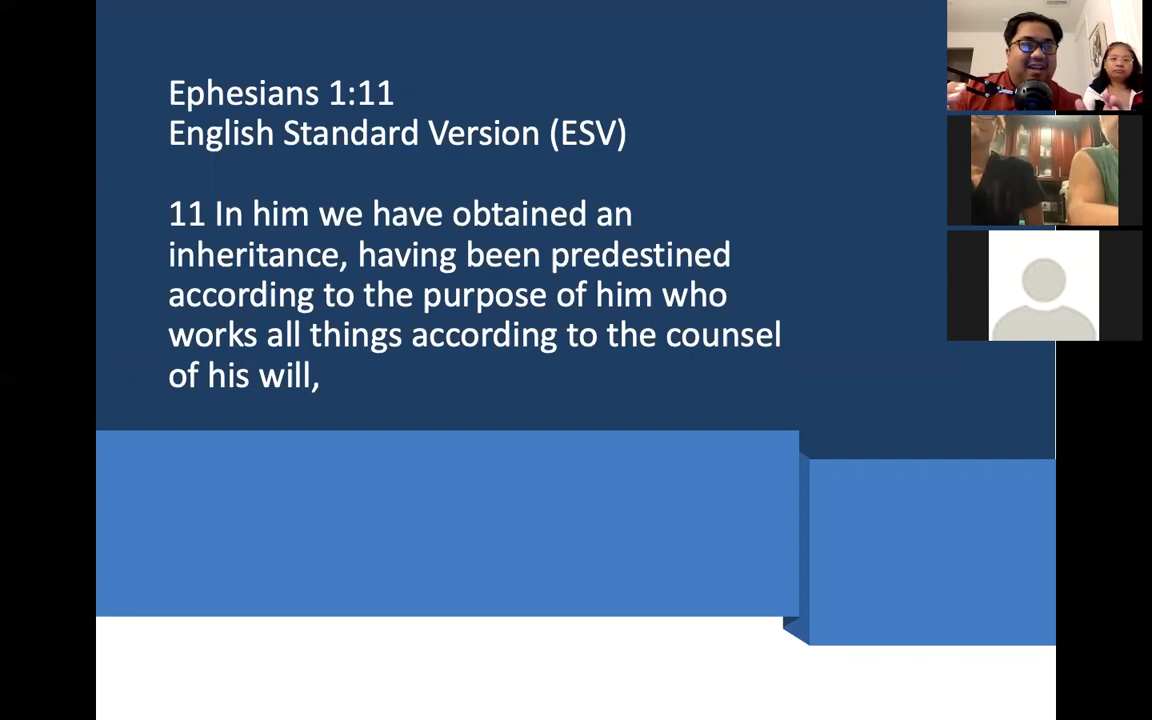 Ephesians 1:11
English Standard Version (ESV)
11 In him we have obtained an
inheritance, having been predestined
according to the purpose of him who
works all things according to the counsel
of his will,